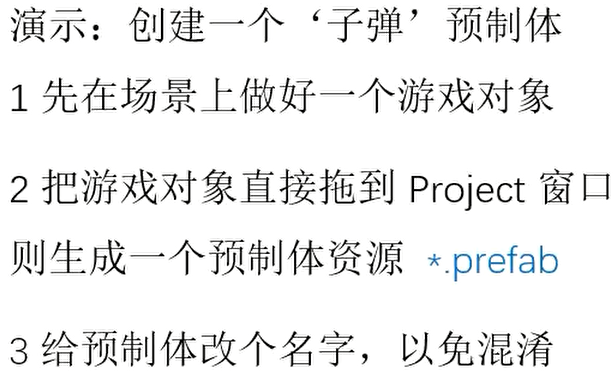 演示：创建一个‘子弹’预制体
1 先在场景上做好一个游戏对象
2 把游戏对象直接拖到 Project 窗口
则生成一个预制体资源 *.prefab
3 给预制体改个名字，以免混淆